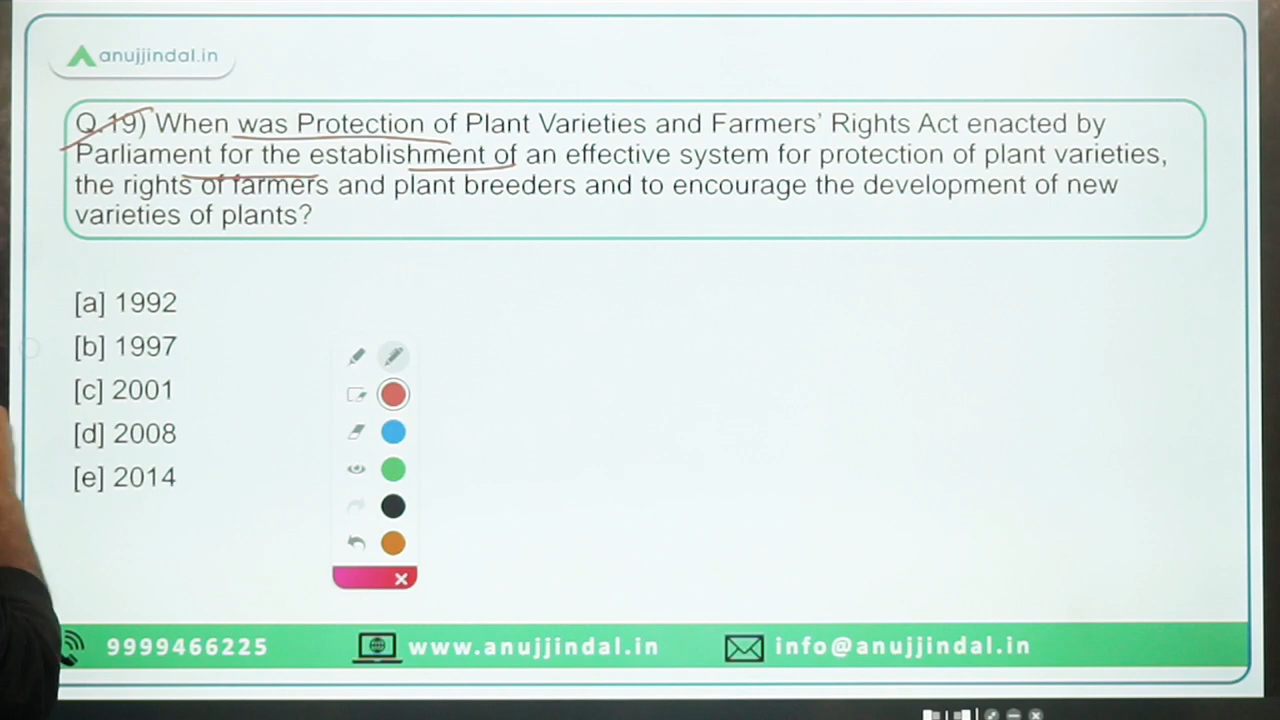 anujjindal.in
Q.19) When was Protection of Plant Varieties and Farmers' Rights Act enacted by
Parliament for the establishment of an effective system for protection of plant varieties,
the rights of farmers and plant breeders and to encourage the development of new
varieties of plants?
[a] 1992
[b] 1997
[c] 2001
[d] 2008
[e] 2014
9999466225 www.anujjindal.in info@anujjindal.in